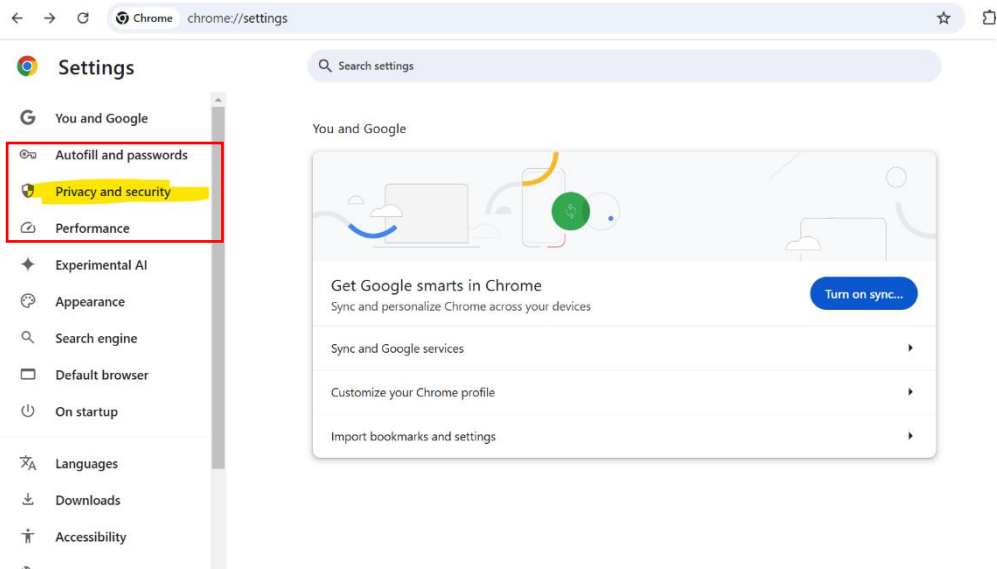 Chrome chrome://settings
Settings
Search settings
You and Google
Autofill and passwords
Privacy and security
Performance
Experimental AI
Appearance
Search engine
Default browser
On startup
Languages
Downloads
Accessibility
You and Google
Get Google smarts in Chrome
Sync and personalize Chrome across your devices
Turn on sync...
Sync and Google services
Customize your Chrome profile
Import bookmarks and settings